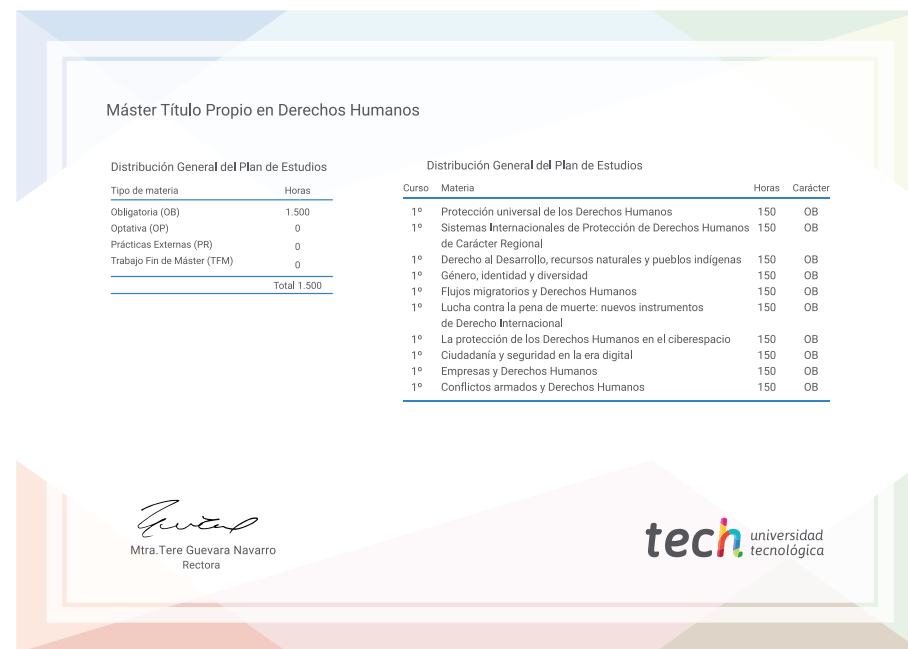 Máster Título Propio en Derechos Humanos
Distribución General del Plan de Estudios
Tipo de materia Horas
Obligatoria (OB) 1.500
Optativa (OP) 0
Prácticas Externas (PR) 0
Trabajo Fin de Máster (TFM) 0
Total 1.500
Distribución General del Plan de Estudios
Curso Materia Horas Carácter
1º Protección universal de los Derechos Humanos 150 OB
1º Sistemas Internacionales de Protección de Derechos Humanos 150 OB
de Carácter Regional
1º Derecho al Desarrollo, recursos naturales y pueblos indígenas 150 OB
1º Género, identidad y diversidad 150 OB
1º Flujos migratorios y Derechos Humanos 150 OB
1º Lucha contra la pena de muerte: nuevos instrumentos 150 OB
de Derecho Internacional
1º La protección de los Derechos Humanos en el ciberespacio 150 OB
1º Ciudadanía y seguridad en la era digital 150 OB
1º Empresas y Derechos Humanos 150 OB
1º Conflictos armados y Derechos Humanos 150 OB
Mtra.Tere Guevara Navarro
Rectora
tech universidad
tecnológica